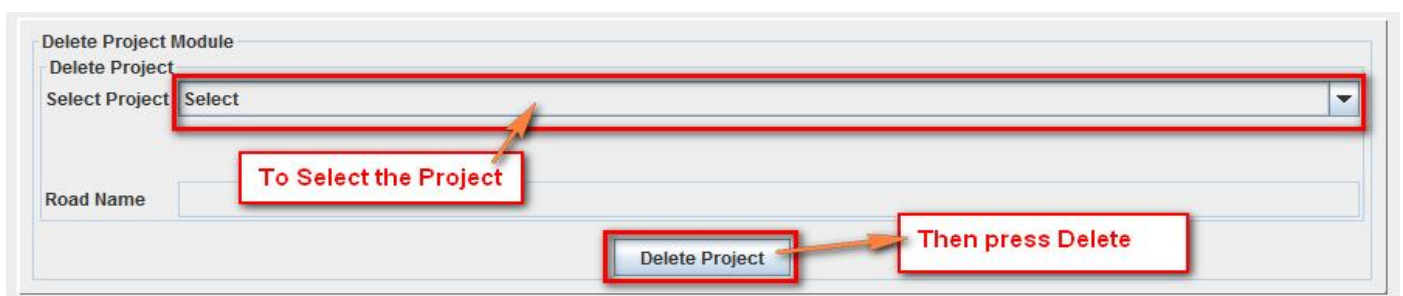 Delete Project Module
Delete Project
Select Project Select
To Select the Project
Road Name
Then press Delete
Delete Project